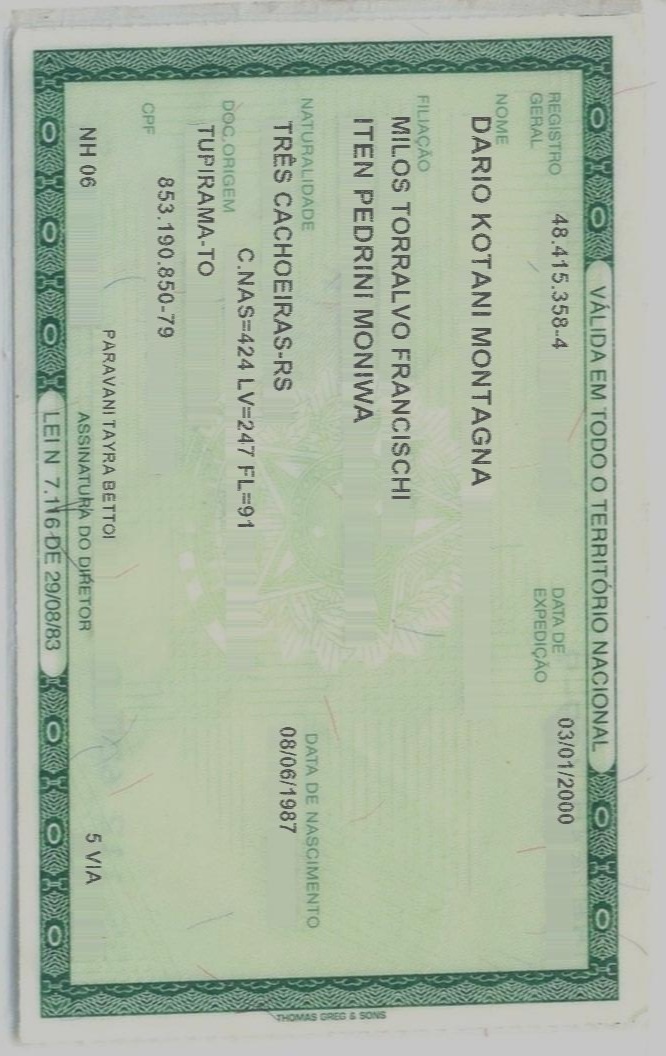 VÁLIDA EM TODO O TERRITÓRIO NACIONAL
REGISTRO GERAL 48.415.358-4 DATA DE EXPEDIÇÃO 03/01/2000
NOME
DARIO KOTANI MONTAGNA
FILIAÇÃO
MILOS TORRALVO FRANCISCHI
ITEN PEDRINI MONIWA
NATURALIDADE DATA DE NASCIMENTO
TRÊS CACHOEIRAS-RS 08/06/1987
DOC.ORIGEM C.NAS=424 LV=247 FL=91
TUPIRAMA-TO
CPF 853.190.850-79
PARAVANI TAYRA BETTOI
NH 06 ASSINATURA DO DIRETOR 5 VIA
LEI N 7.116 DE 29/08/83
THOMAS GREG & SONS